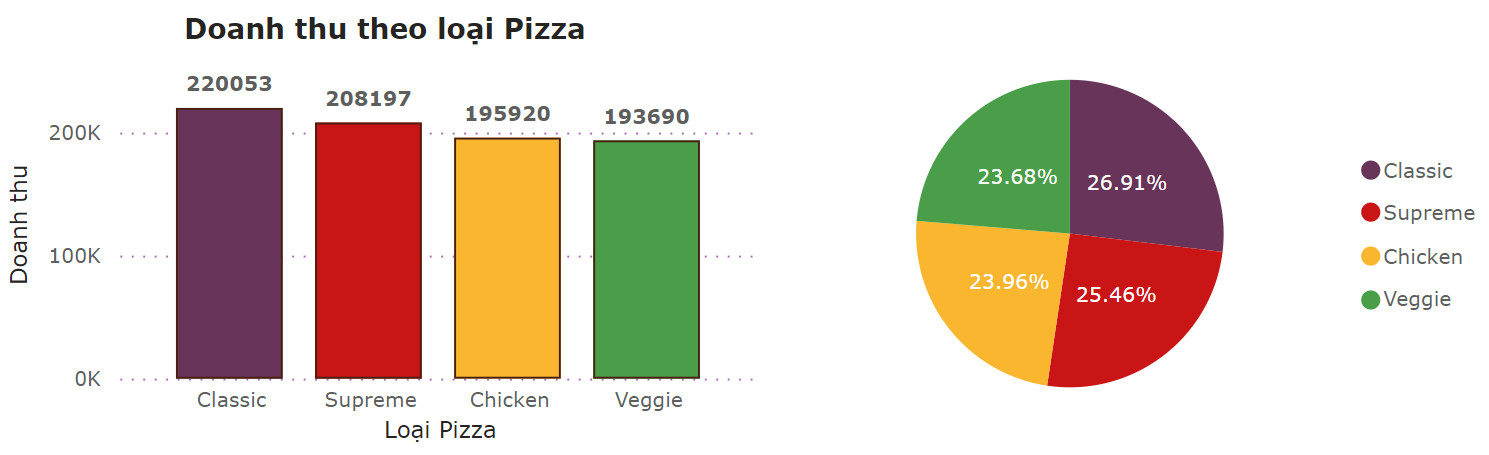 Doanh thu theo loại Pizza
220053
208197
195920
193690
200K
100K
0K
Doanh thu
Classic
Supreme
Chicken
Veggie
Loại Pizza
23.68%
26.91%
23.96%
25.46%
Classic
Supreme
Chicken
Veggie